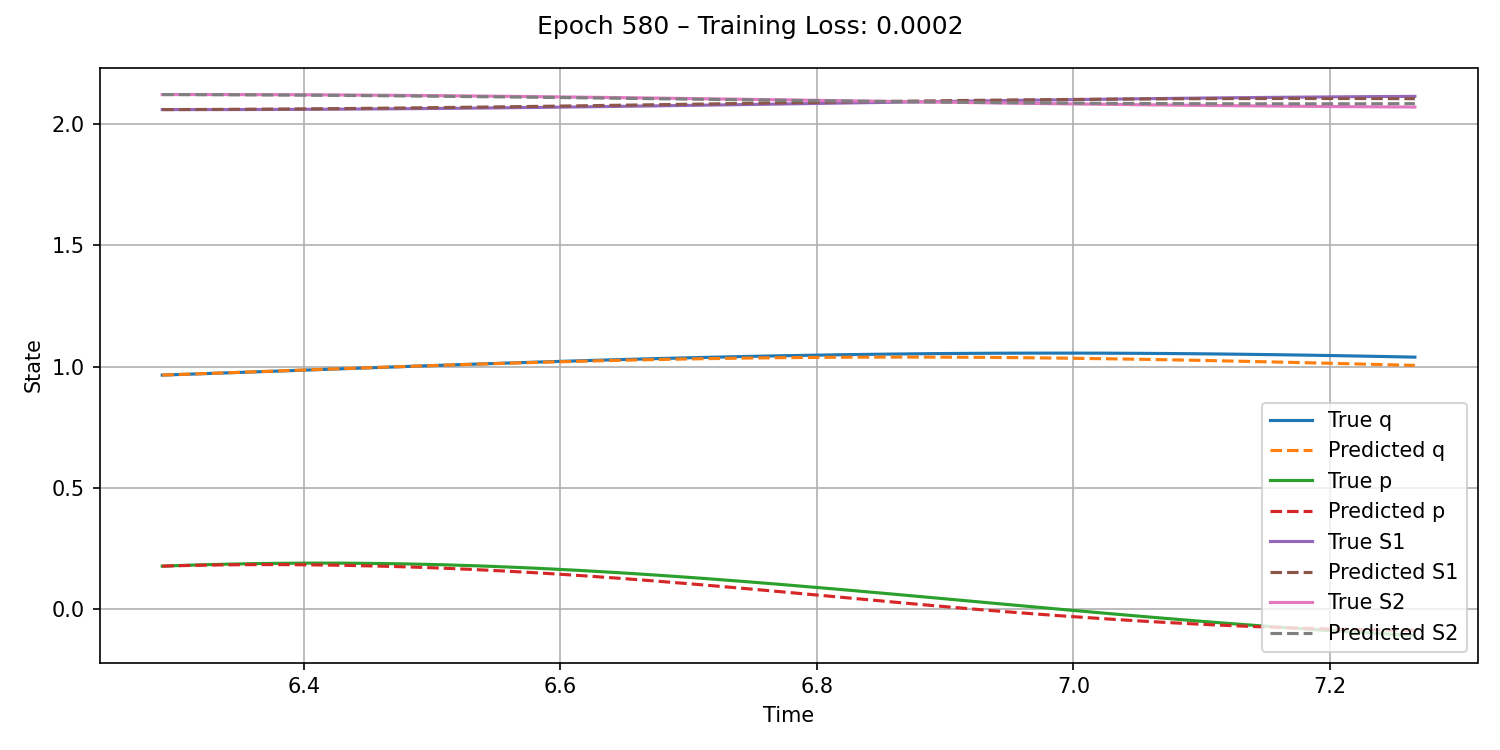 Epoch 580 – Training Loss: 0.0002
State
2.0
1.5
1.0
0.5
0.0
True q
Predicted q
True p
Predicted p
True S1
Predicted S1
True S2
Predicted S2
6.4
6.6
6.8
7.0
7.2
Time